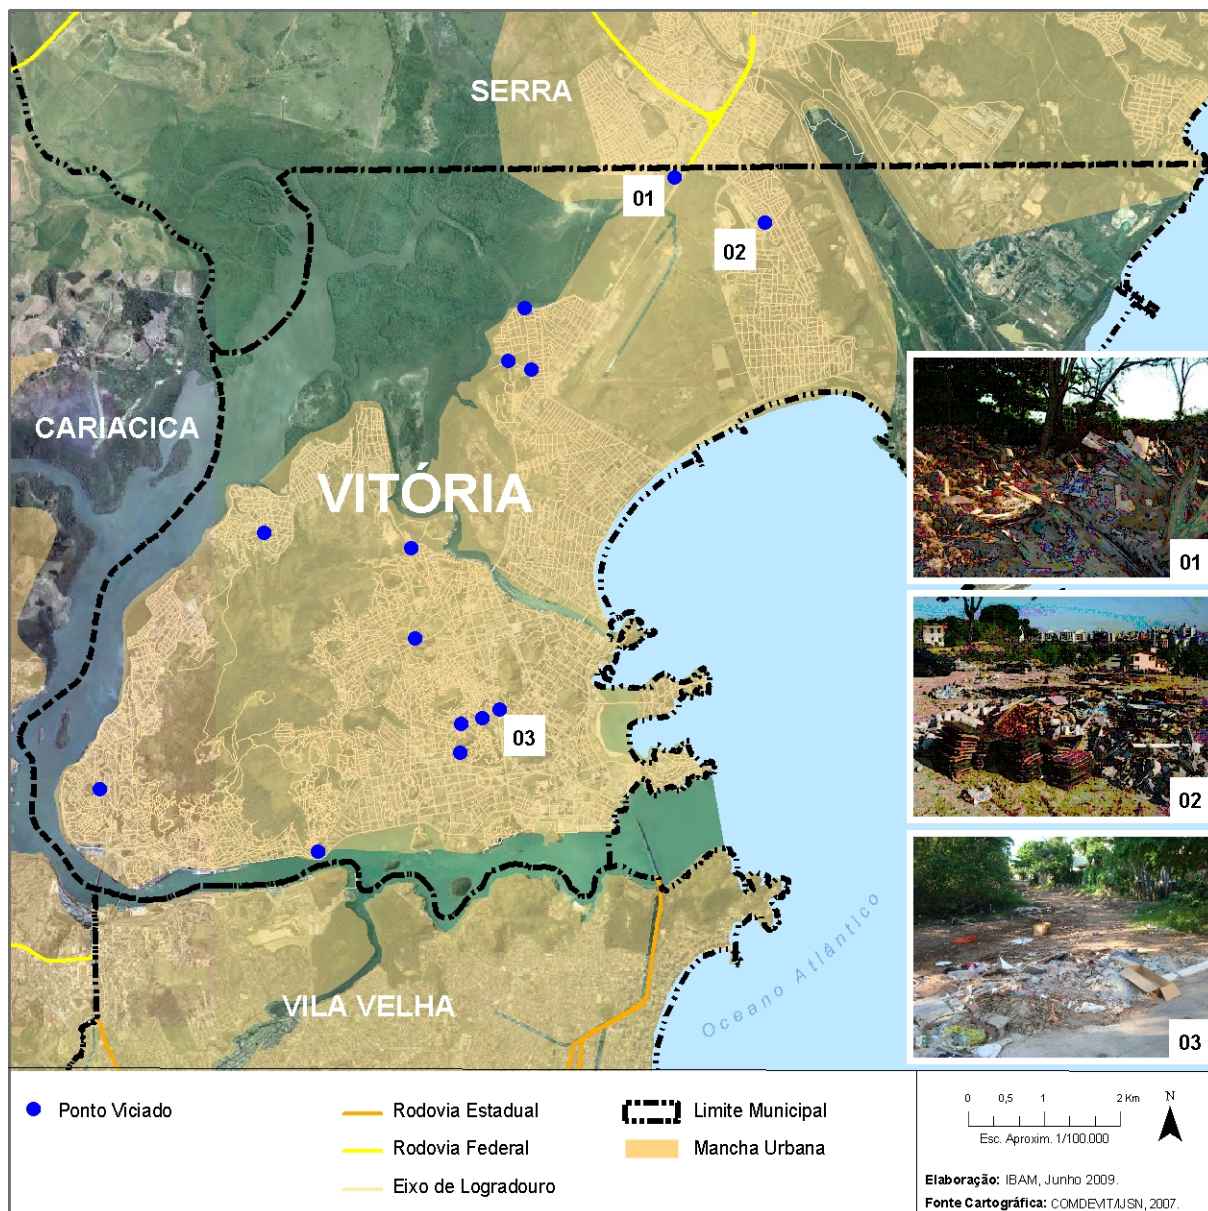 SERRA
01
02
CARIACICA
VITÓRIA
01
02
03
03
Oceano Atlântico
VILA VELHA
Ponto Viciado
Rodovia Estadual
Rodovia Federal
Eixo de Logradouro
Limite Municipal
Mancha Urbana
0 0,5 1 2 Km
N
Esc. Aproxim. 1/100.000
Elaboração: IBAM, Junho 2009.
Fonte Cartográfica: COMDEVIT/IJSN, 2007.